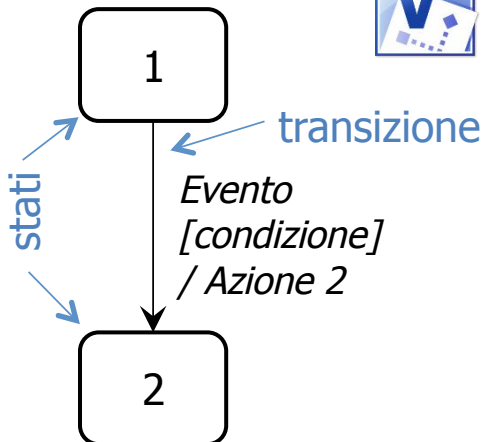 1
transizione
stati
Evento
[condizione]
/ Azione 2
2